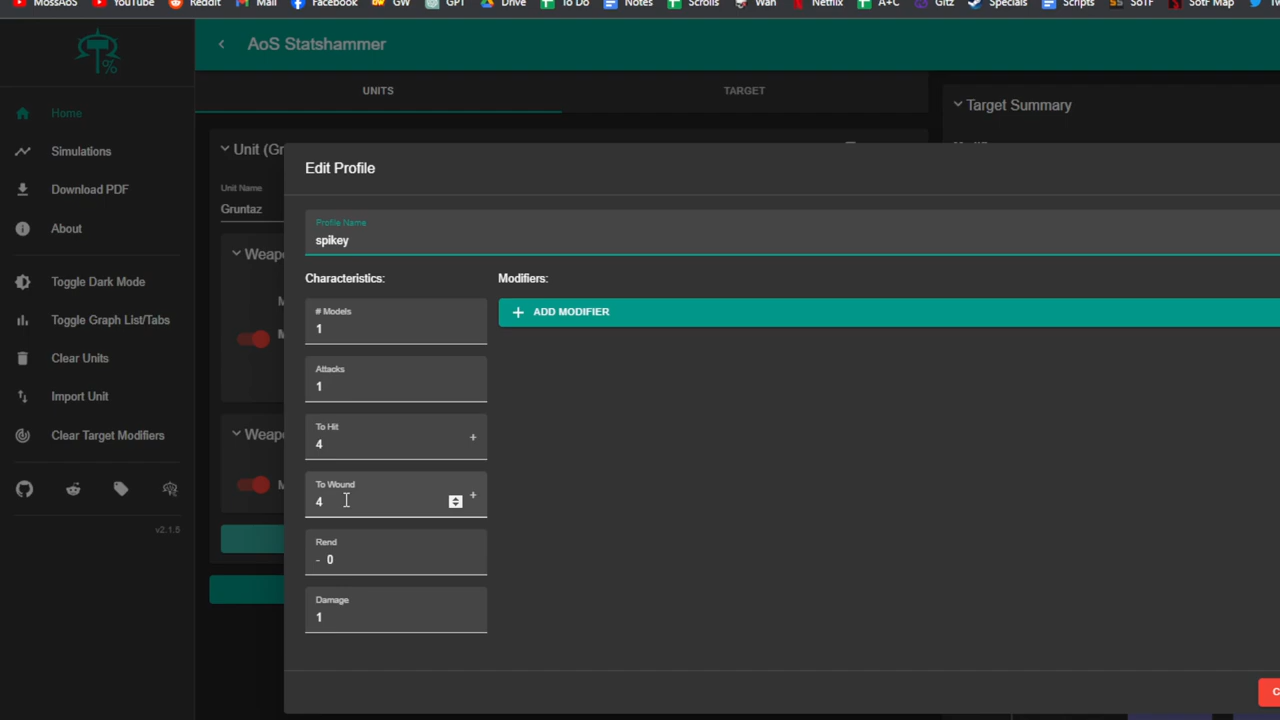 MossAoS YouTube Reddit Mail Facebook GW GPT Drive To Do Notes Scrolls Wah Netflix A+C Gitz Specials Scripts SoTF SotF Map
AoS Statshammer
%
UNITS TARGET
Home
Simulations
Download PDF
About
Toggle Dark Mode
Toggle Graph List/Tabs
Clear Units
Import Unit
Clear Target Modifiers
v2.1.5
Unit (Gr
Unit Name
Gruntaz
Weap
M
M
Weap
M
Target Summary
Edit Profile
Profile Name
spikey
Characteristics:
# Models
1
Attacks
1
To Hit
4 +
To Wound
4 +
Rend
- 0
Damage
1
Modifiers:
+ ADD MODIFIER
C